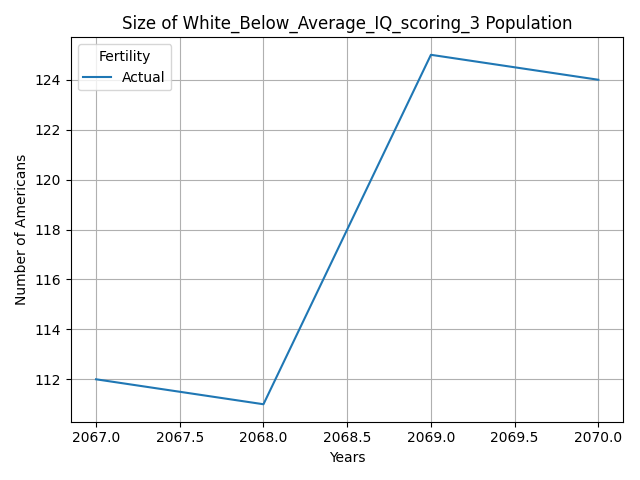 Size of White_Below_Average_IQ_scoring_3 Population
Fertility
Actual
Number of Americans
124
122
120
118
116
114
112
2067.0 2067.5 2068.0 2068.5 2069.0 2069.5 2070.0
Years